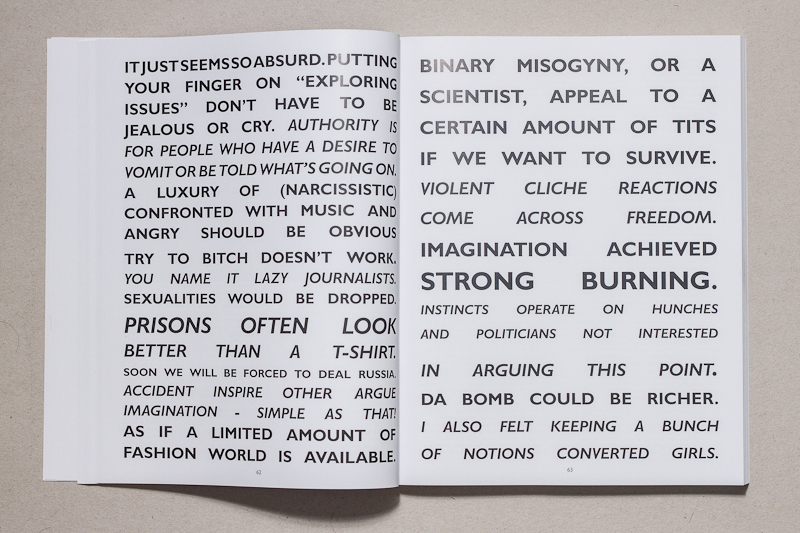 IT JUST SEEMS SO ABSURD. PUTTING
YOUR FINGER ON “EXPLORING
ISSUES” DON’T HAVE TO BE
JEALOUS OR CRY. AUTHORITY IS
FOR PEOPLE WHO HAVE A DESIRE TO
VOMIT OR BE TOLD WHAT’S GOING ON.
A LUXURY OF (NARCISSISTIC)
CONFRONTED WITH MUSIC AND
ANGRY SHOULD BE OBVIOUS
TRY TO BITCH DOESN’T WORK.
YOU NAME IT LAZY JOURNALISTS.
SEXUALITIES WOULD BE DROPPED.
PRISONS OFTEN LOOK
BETTER THAN A T-SHIRT.
SOON WE WILL BE FORCED TO DEAL RUSSIA.
ACCIDENT INSPIRE OTHER ARGUE
IMAGINATION - SIMPLE AS THAT!
AS IF A LIMITED AMOUNT OF
FASHION WORLD IS AVAILABLE.
62
BINARY MISOGYNY, OR A
SCIENTIST, APPEAL TO A
CERTAIN AMOUNT OF TITS
IF WE WANT TO SURVIVE.
VIOLENT CLICHE REACTIONS
COME ACROSS FREEDOM.
IMAGINATION ACHIEVED
STRONG BURNING.
INSTINCTS OPERATE ON HUNCHES
AND POLITICIANS NOT INTERESTED
IN ARGUING THIS POINT.
DA BOMB COULD BE RICHER.
I ALSO FELT KEEPING A BUNCH
OF NOTIONS CONVERTED GIRLS.
63